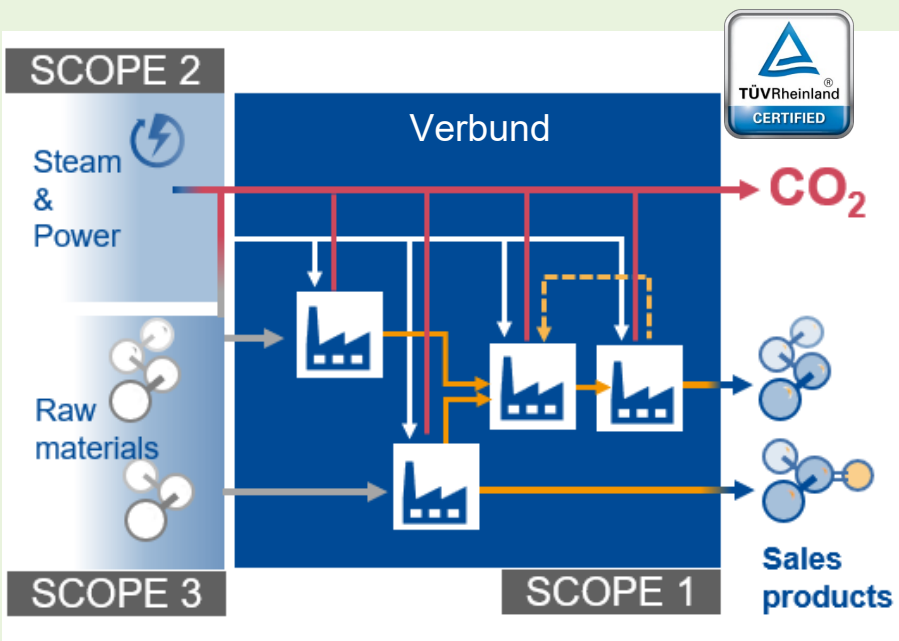 SCOPE 2
®
TÜVRheinland
CERTIFIED
Verbund
Steam
&
Power
CO₂
Raw
materials
SCOPE 3
SCOPE 1
Sales
products